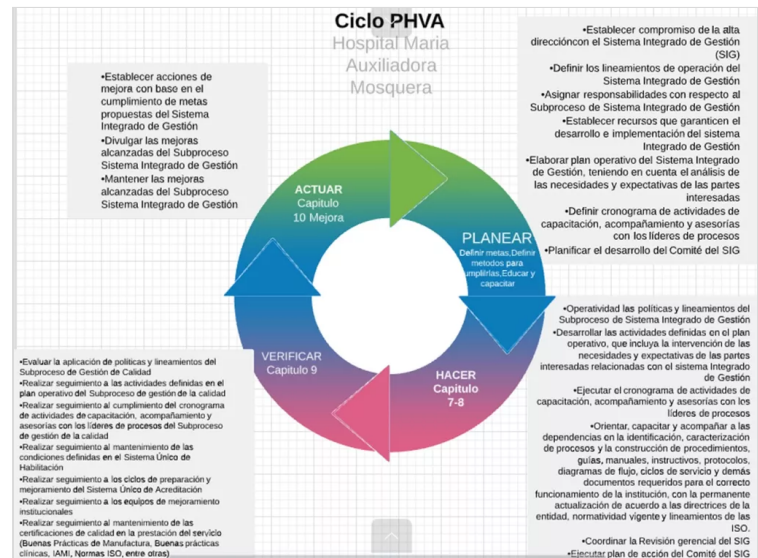 Ciclo PHVA
Hospital Maria
Auxiliadora
Mosquera
•Establecer acciones de
mejora con base en el
cumplimiento de metas
propuestas del Sistema
Integrado de Gestión
•Divulgar las mejoras
alcanzadas del Subproceso
Sistema Integrado de Gestión
•Mantener las mejoras
alcanzadas del Subproceso
Sistema Integrado de Gestión
•Establecer compromiso de la alta
direccióncon el Sistema Integrado de Gestión
(SIG)
•Definir los lineamientos de operación del
Sistema Integrado de Gestión
•Asignar responsabilidades con respecto al
Subproceso de Sistema Integrado de Gestión
•Establecer recursos que garanticen el
desarrollo e implementación del sistema
Integrado de Gestión
•Elaborar plan operativo del Sistema Integrado
de Gestión, teniendo en cuenta el análisis de
las necesidades y expectativas de las partes
interesadas
•Definir cronograma de actividades de
capacitación, acompañamiento y asesorías
con los líderes de procesos
•Planificar el desarrollo del Comité del SIG
ACTUAR
Capitulo
10 Mejora
PLANEAR
Definir metas,Definir
metodos para
umplirlas,Educar y
capacitar
VERIFICAR
Capitulo 9
HACER
Capitulo
7-8
•Evaluar la aplicación de políticas y lineamientos del
Subproceso de Gestión de Calidad
•Realizar seguimiento a las actividades definidas en el
plan operativo del Subproceso de gestión de la calidad
•Realizar seguimiento al cumplimiento del cronograma
de actividades de capacitación, acompañamiento y
asesorías con los líderes de procesos del Subproceso
de gestión de la calidad
•Realizar seguimiento al mantenimiento de las
condiciones definidas en el Sistema Único de
Habilitación
•Realizar seguimiento a los ciclos de preparación y
mejoramiento del Sistema Único de Acreditación
•Realizar seguimiento a los equipos de mejoramiento
institucionales
•Realizar seguimiento al mantenimiento de las
certificaciones de calidad en la prestación del servicio
(Buenas Prácticas de Manufactura, Buenas prácticas
clínicas, IAMI, Normas ISO, entre otras)
•Operatividad las políticas y lineamientos del
Subproceso de Sistema Integrado de Gestión
•Desarrollar las actividades definidas en el plan
operativo, que incluya la intervención de las
necesidades y expectativas de las partes
interesadas relacionadas con el sistema Integrado
de Gestión
•Ejecutar el cronograma de actividades de
capacitación, acompañamiento y asesorías con los
líderes de procesos
•Orientar, capacitar y acompañar a las
dependencias en la identificación, caracterización
de procesos y la construcción de procedimientos,
guías, manuales, instructivos, protocolos,
diagramas de flujo, ciclos de servicio y demás
documentos requeridos para el correcto
funcionamiento de la institución, con la permanente
actualización de acuerdo a las directrices de la
entidad, normatividad vigente y lineamientos de las
ISO.
•Coordinar la Revisión gerencial del SIG
•Ejecutar plan de acción del Comité del SIG